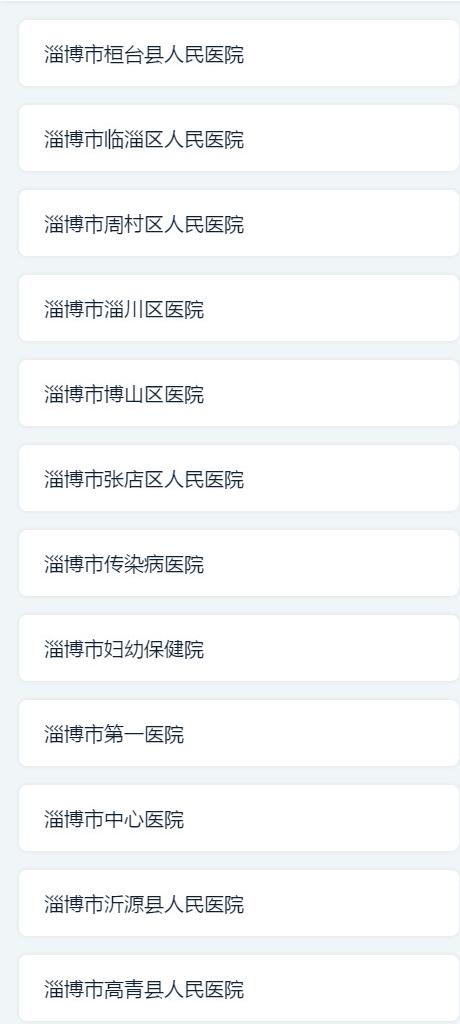 淄博市桓台县人民医院
淄博市临淄区人民医院
淄博市周村区人民医院
淄博市淄川区医院
淄博市博山区医院
淄博市张店区人民医院
淄博市传染病医院
淄博市妇幼保健院
淄博市第一医院
淄博市中心医院
淄博市沂源县人民医院
淄博市高青县人民医院